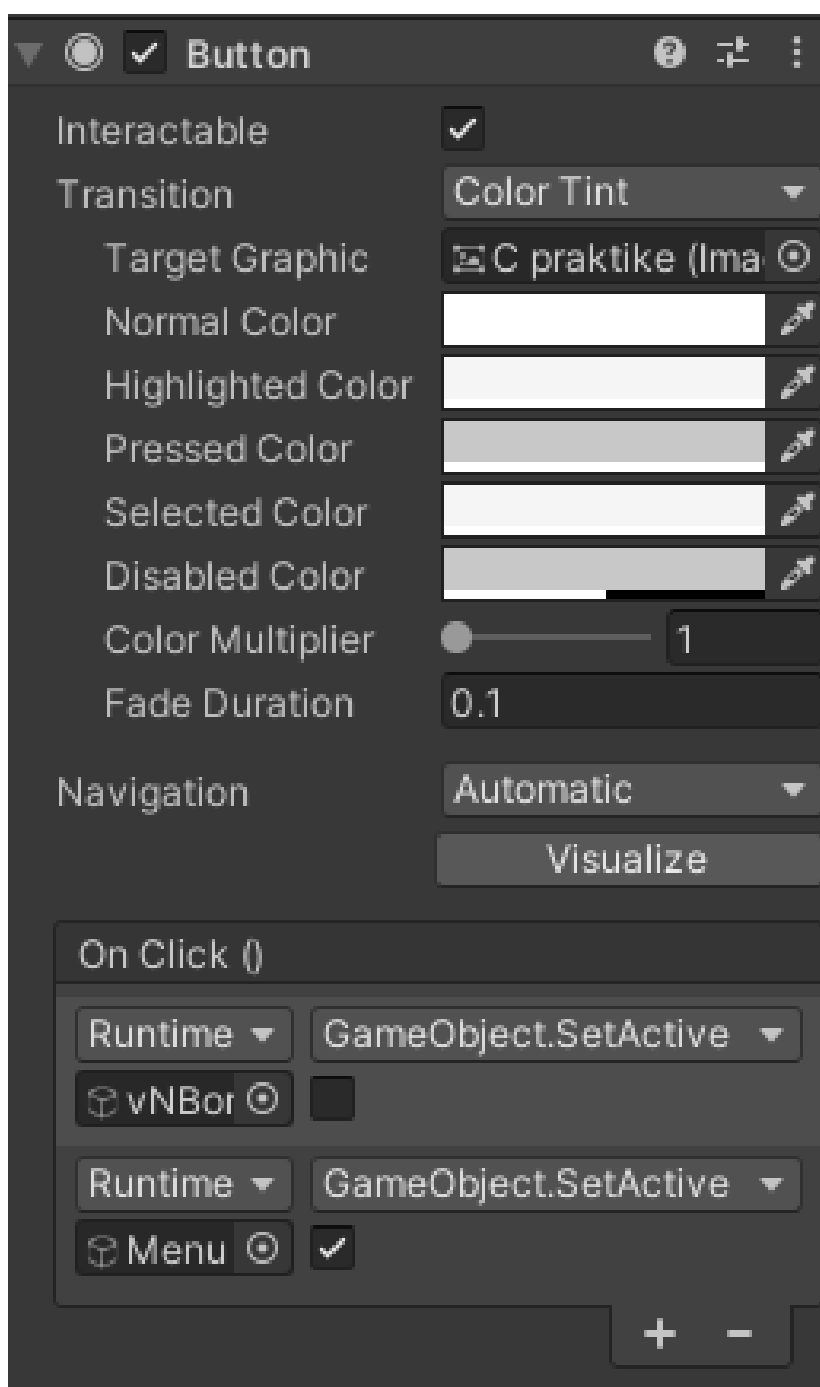 Button
Interactable
Transition Color Tint
Target Graphic C praktike (Ima
Normal Color
Highlighted Color
Pressed Color
Selected Color
Disabled Color
Color Multiplier 1
Fade Duration 0.1
Navigation Automatic
Visualize
On Click ()
Runtime GameObject.SetActive
vNBor
Runtime GameObject.SetActive
Menu
+ -